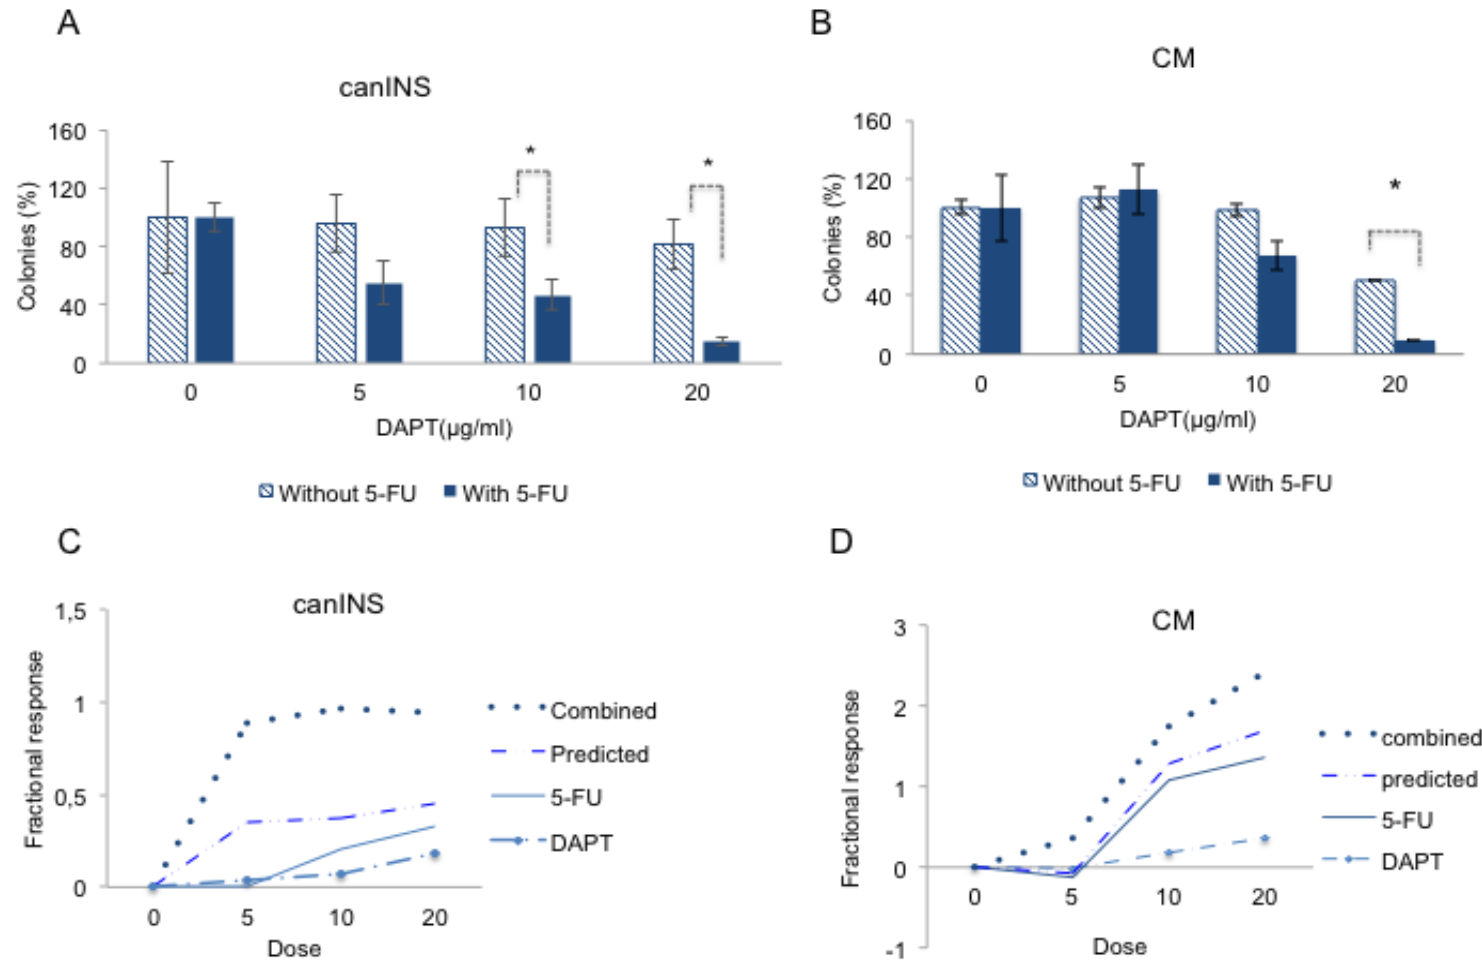 A
canINS
Colonies (%)
160
120
80
40
0
*
*
0 5 10 20
DAPT(µg/ml)
Without 5-FU With 5-FU
B
CM
Colonies (%)
160
120
80
40
0
*
0 5 10 20
DAPT(µg/ml)
Without 5-FU With 5-FU
C
canINS
Fractional response
1,5
1
0,5
0
0 5 10 20
Dose
Combined
Predicted
5-FU
DAPT
D
CM
Fractional response
3
2
1
0
-1
0 5 10 20
Dose
combined
predicted
5-FU
DAPT